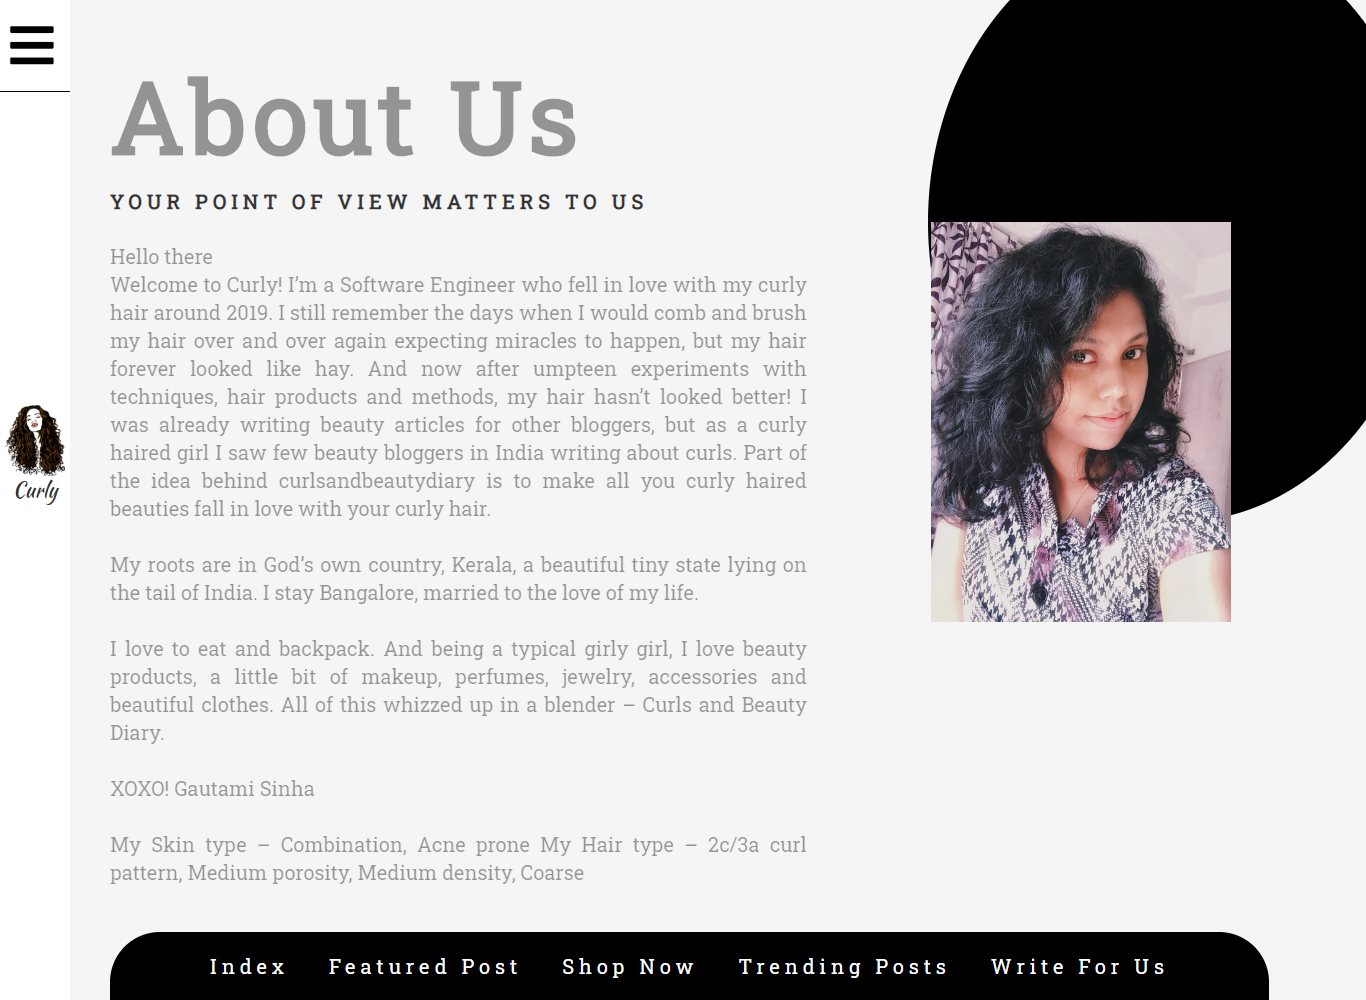 About Us
YOUR POINT OF VIEW MATTERS TO US
Hello there
Welcome to Curly! I’m a Software Engineer who fell in love with my curly
hair around 2019. I still remember the days when I would comb and brush
my hair over and over again expecting miracles to happen, but my hair
forever looked like hay. And now after umpteen experiments with
techniques, hair products and methods, my hair hasn’t looked better! I
was already writing beauty articles for other bloggers, but as a curly
haired girl I saw few beauty bloggers in India writing about curls. Part of
the idea behind curlsandbeautydiary is to make all you curly haired
beauties fall in love with your curly hair.
My roots are in God’s own country, Kerala, a beautiful tiny state lying on
the tail of India. I stay Bangalore, married to the love of my life.
I love to eat and backpack. And being a typical girly girl, I love beauty
products, a little bit of makeup, perfumes, jewelry, accessories and
beautiful clothes. All of this whizzed up in a blender – Curls and Beauty
Diary.
XOXO! Gautami Sinha
My Skin type – Combination, Acne prone My Hair type – 2c/3a curl
pattern, Medium porosity, Medium density, Coarse
Curly
Index Featured Post Shop Now Trending Posts Write For Us